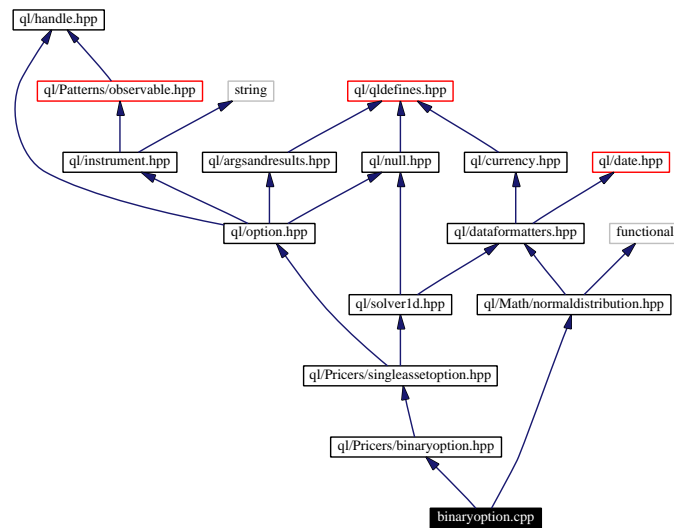 ql/handle.hpp
ql/Patterns/observable.hpp
string
ql/qldefines.hpp
ql/instrument.hpp
ql/argsandresults.hpp
ql/null.hpp
ql/currency.hpp
ql/date.hpp
ql/option.hpp
ql/dataformatters.hpp
functional
ql/solver1d.hpp
ql/Math/normaldistribution.hpp
ql/Pricers/singleassetoption.hpp
ql/Pricers/binaryoption.hpp
binaryoption.cpp